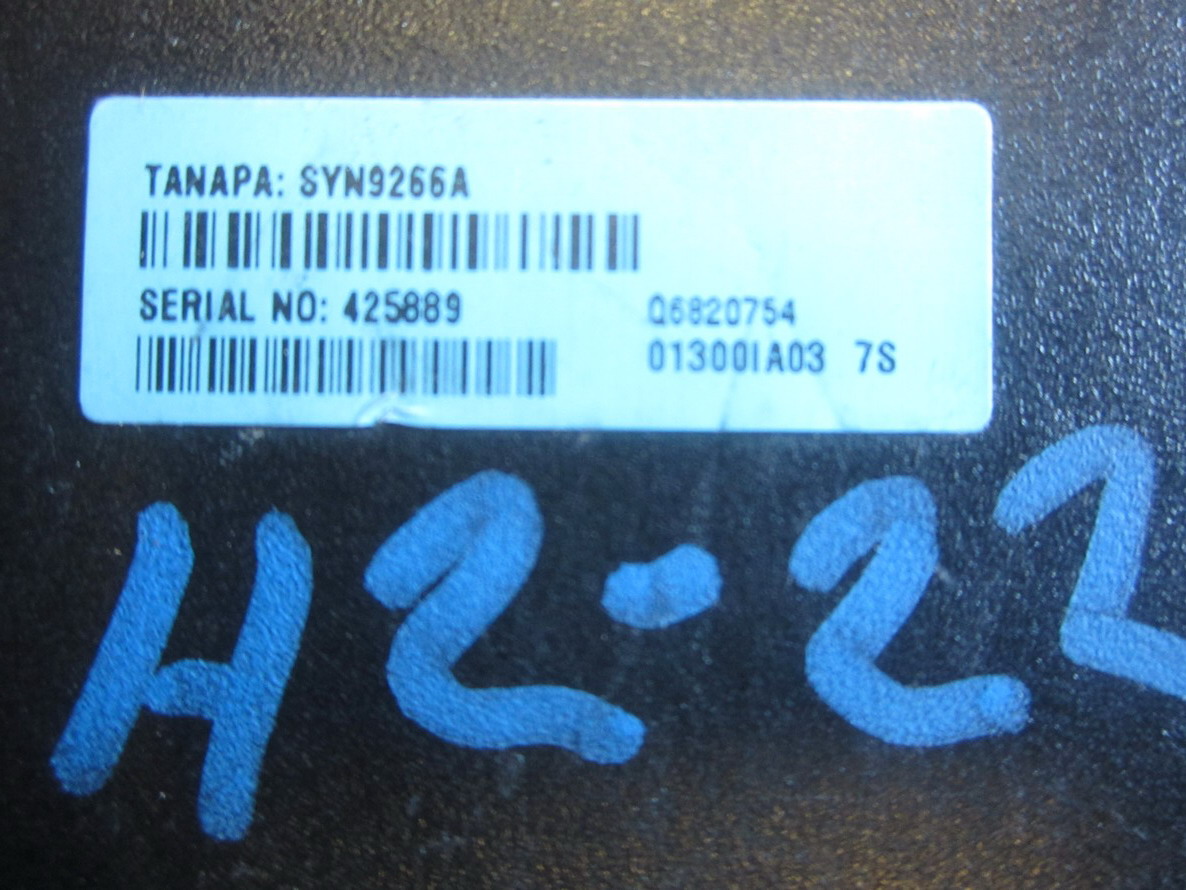 TANAPA: SYN9266A
SERIAL NO: 425889
Q6820754
01300IA03 7S
H2-22